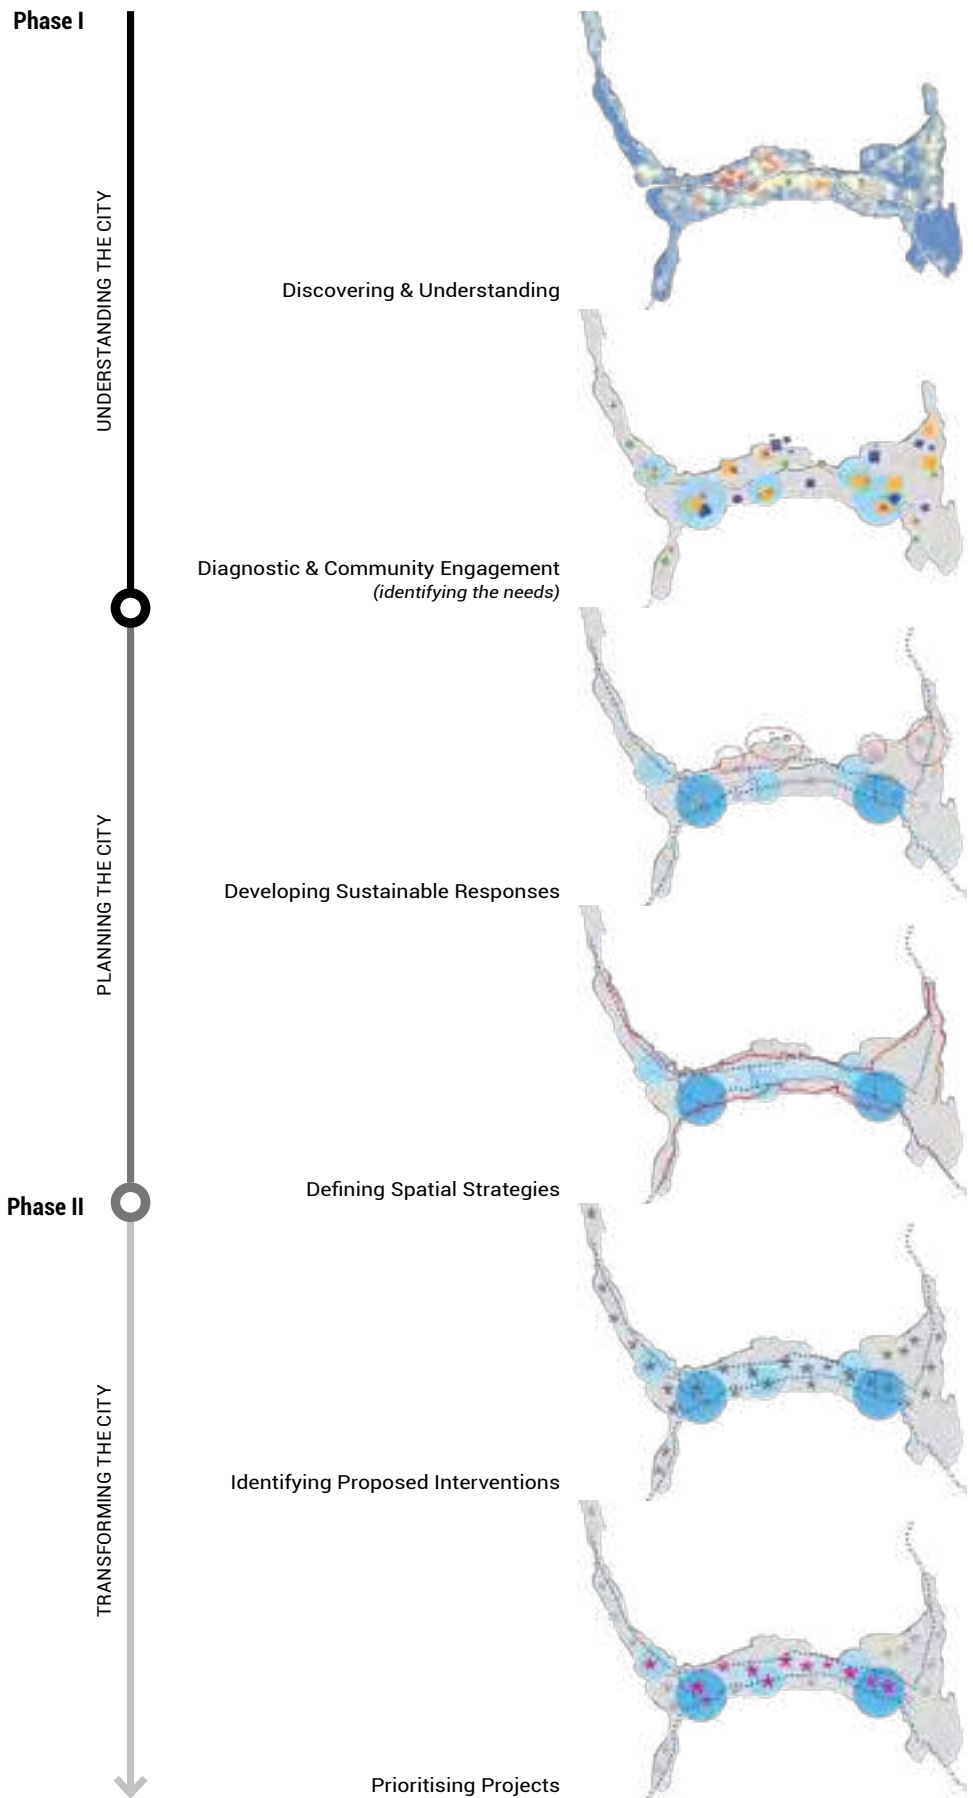 Phase I
UNDERSTANDING THE CITY
Discovering & Understanding
Diagnostic & Community Engagement
(identifying the needs)
PLANNING THE CITY
Developing Sustainable Responses
Defining Spatial Strategies
Phase II
TRANSFORMING THE CITY
Identifying Proposed Interventions
Prioritising Projects